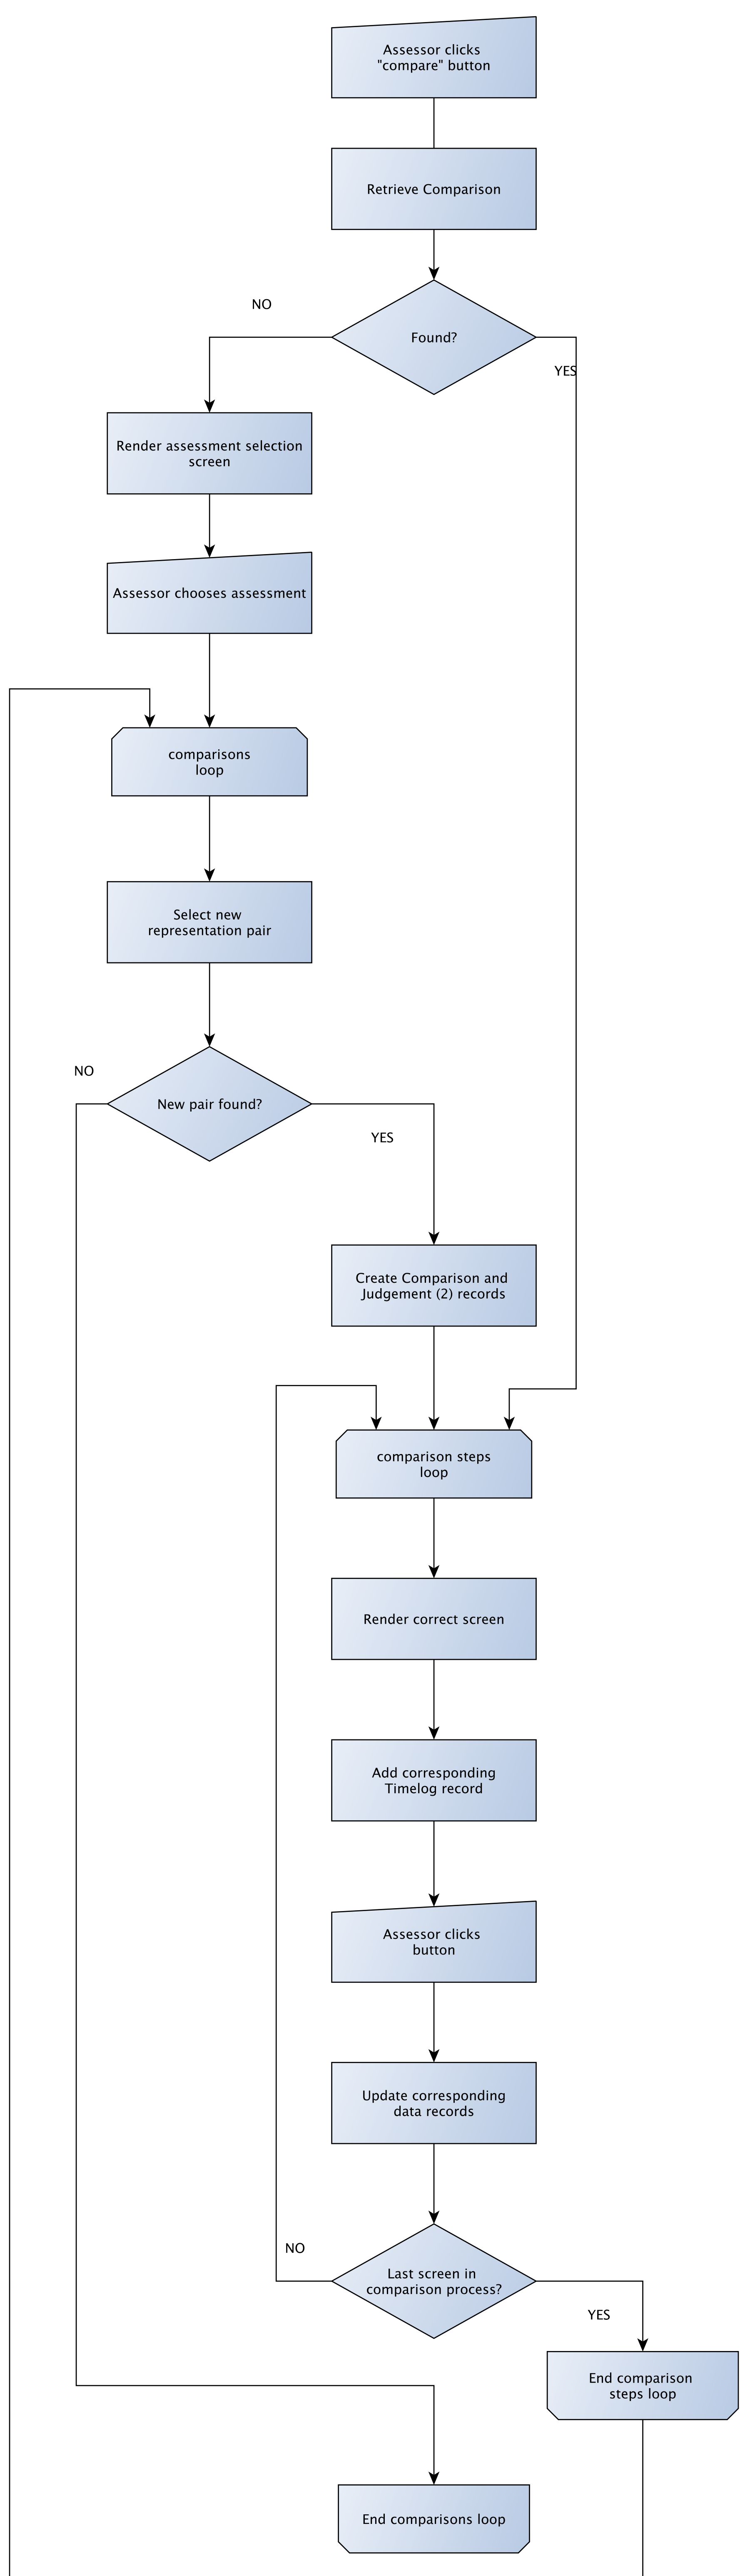 Assessor clicks
"compare" button
Retrieve Comparison
NO
Found?
YES
Render assessment selection
screen
Assessor chooses assessment
comparisons
loop
Select new
representation pair
NO
New pair found?
YES
Create Comparison and
Judgement (2) records
comparison steps
loop
Render correct screen
Add corresponding
Timelog record
Assessor clicks
button
Update corresponding
data records
NO
Last screen in
comparison process?
YES
End comparison
steps loop
End comparisons loop